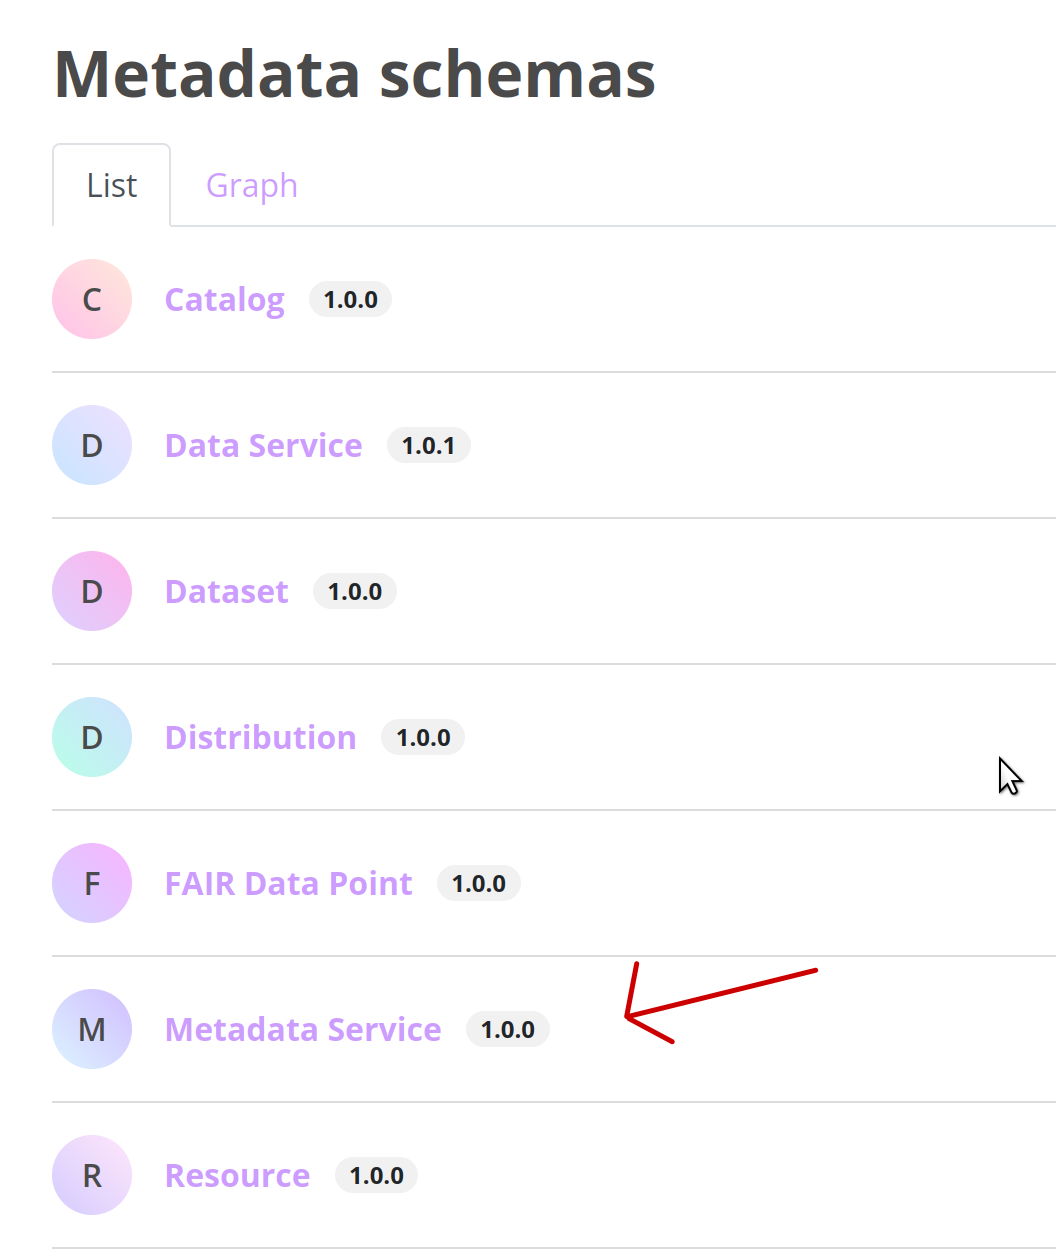 Metadata schemas
List Graph
C Catalog 1.0.0
D Data Service 1.0.1
D Dataset 1.0.0
D Distribution 1.0.0
F FAIR Data Point 1.0.0
M Metadata Service 1.0.0
R Resource 1.0.0